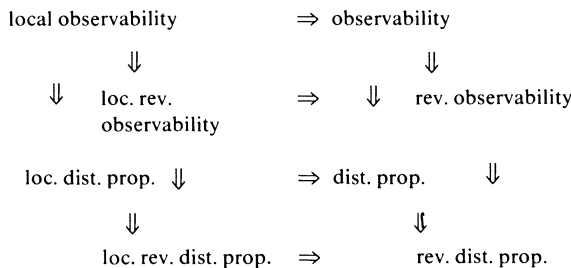 local observability ⇒ observability
⇓ ⇓
⇓ loc. rev. ⇒ ⇓ rev. observability
observability
loc. dist. prop. ⇓ ⇒ dist. prop. ⇓
⇓ ⇓
loc. rev. dist. prop. ⇒ rev. dist. prop.